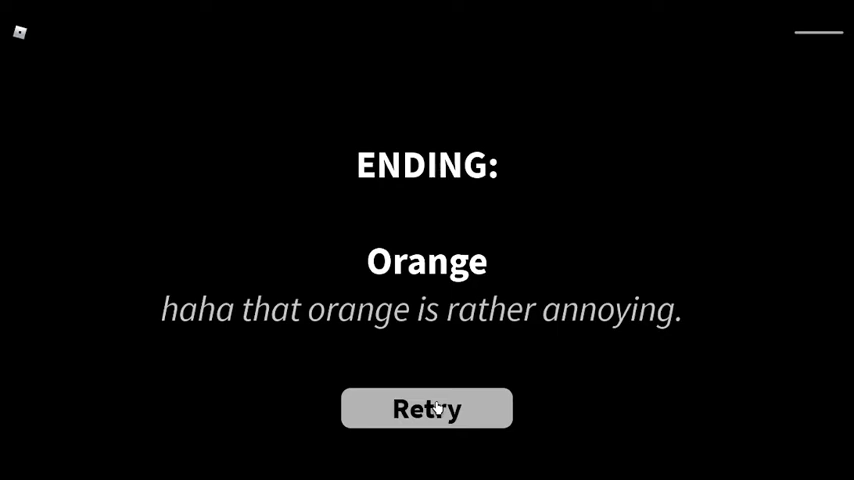 ENDING:
Orange
haha that orange is rather annoying.
Retry